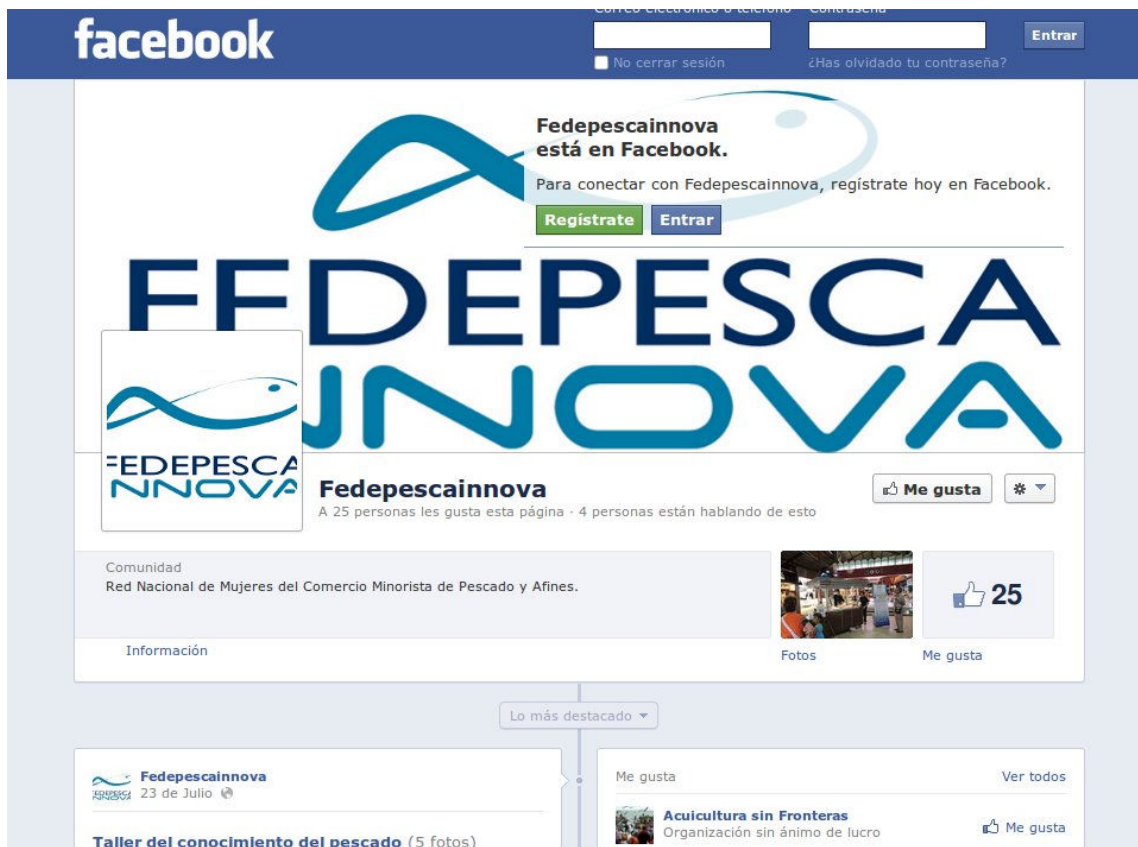 Correo electrónico o teléfono Contraseña
facebook
Entrar
No cerrar sesión ¿Has olvidado tu contraseña?
Fedepescainnova
está en Facebook.
Para conectar con Fedepescainnova, regístrate hoy en Facebook.
Regístrate Entrar
FEDEPESCA
INNOVA
FEDEPESCA
INNOVA
Fedepescainnova
Me gusta
A 25 personas les gusta esta página · 4 personas están hablando de esto
Comunidad
Red Nacional de Mujeres del Comercio Minorista de Pescado y Afines.
25
Información
Fotos
Me gusta
Lo más destacado
Fedepescainnova
23 de Julio
Taller del conocimiento del pescado (5 fotos)
Me gusta Ver todos
Acuicultura sin Fronteras
Organización sin ánimo de lucro
Me gusta